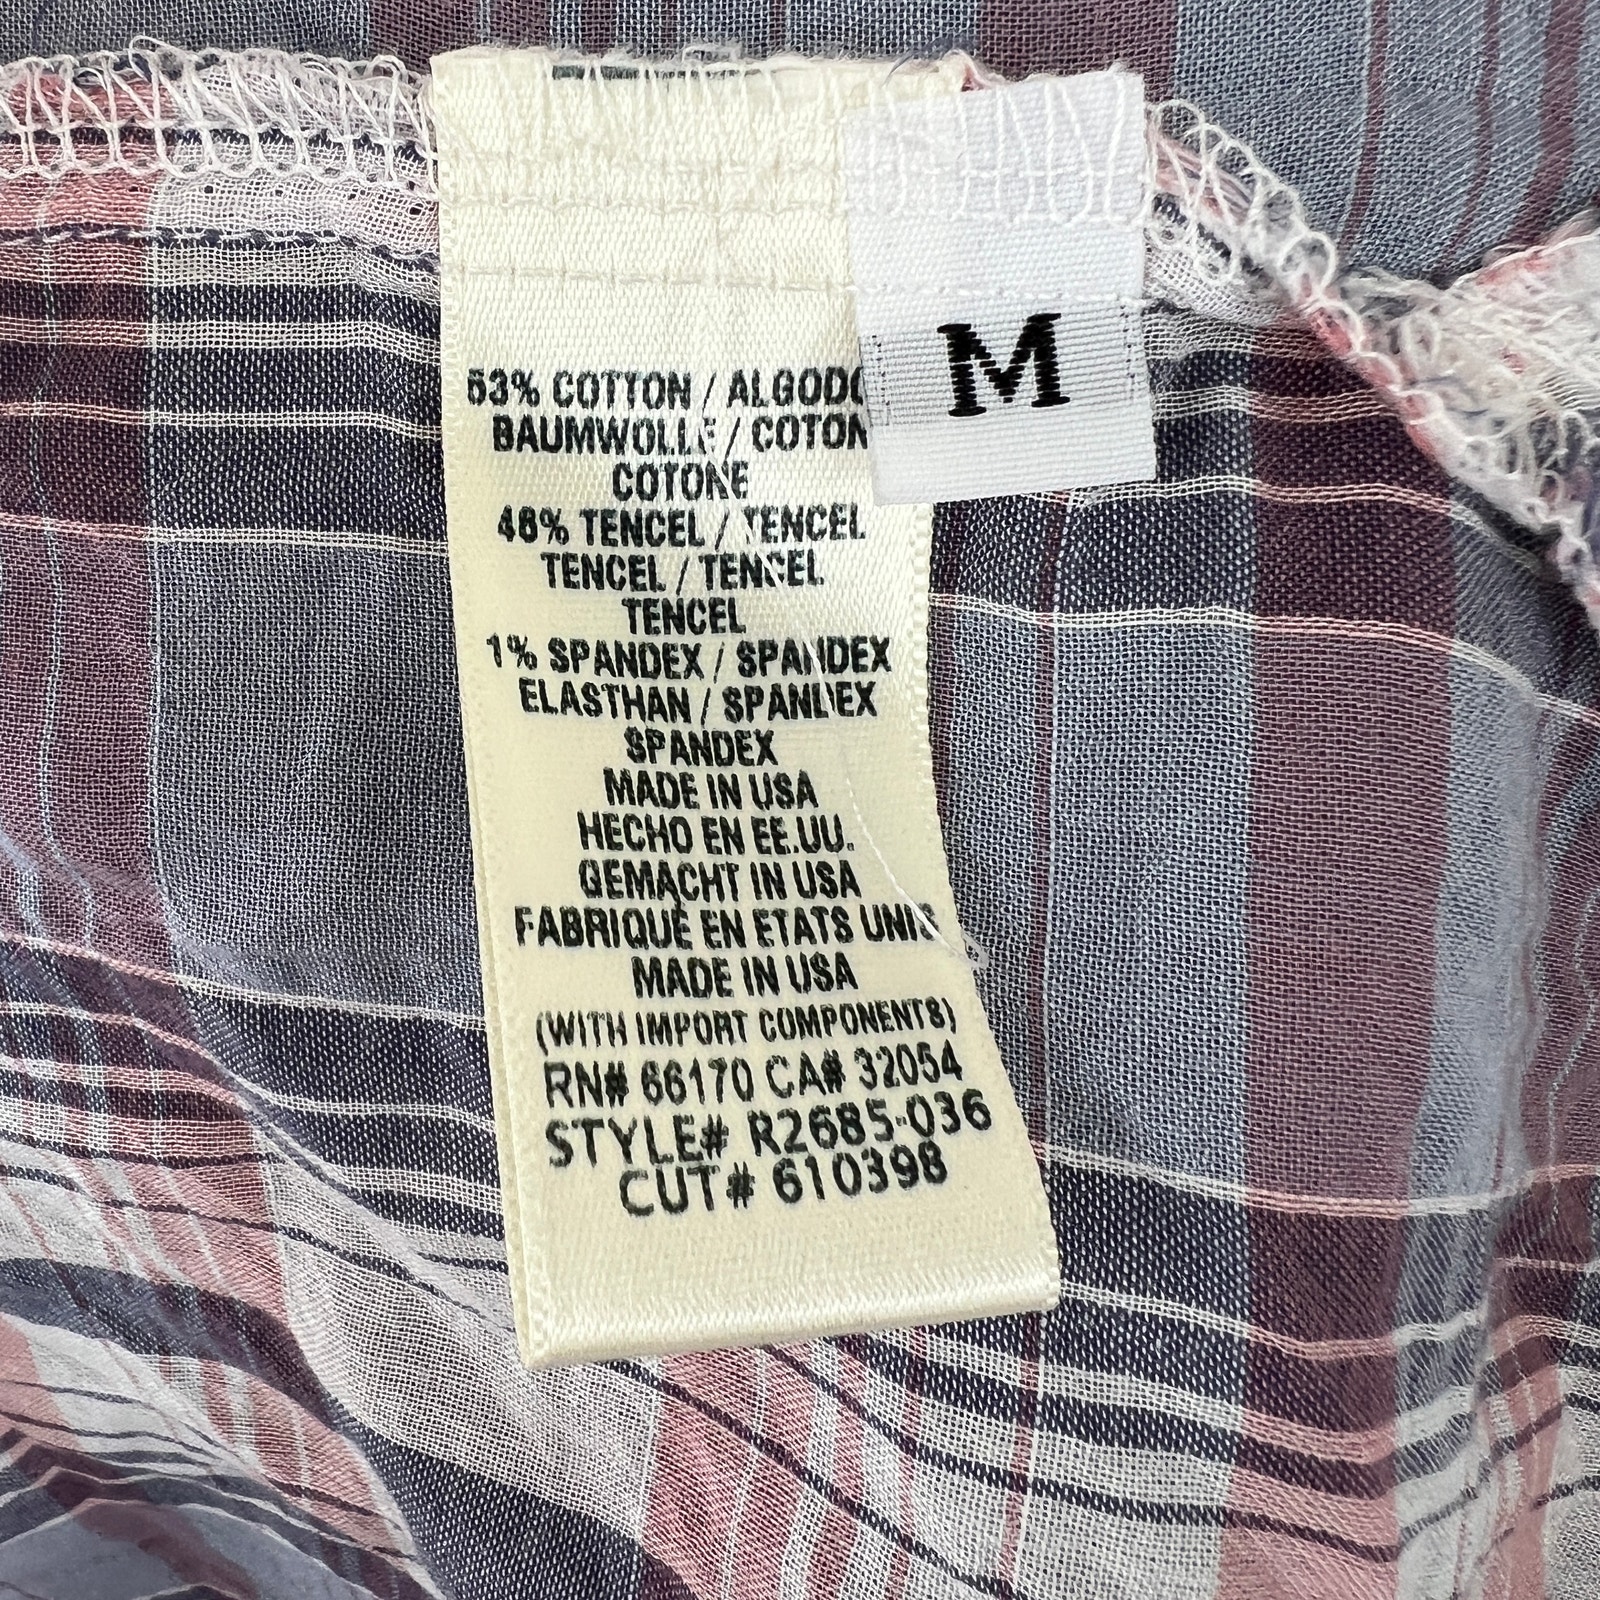 M
53% COTTON / ALGODO
BAUMWOLLE / COTON
COTONE
46% TENCEL / TENCEL
TENCEL / TENCEL
TENCEL
1% SPANDEX / SPANDEX
ELASTHAN / SPANDEX
SPANDEX
MADE IN USA
HECHO EN EE.UU.
GEMACHT IN USA
FABRIQUÉ EN ETATS UNIS
MADE IN USA
(WITH IMPORT COMPONENTS)
RN# 66170 CA# 32054
STYLE# R2685-036
CUT# 610398